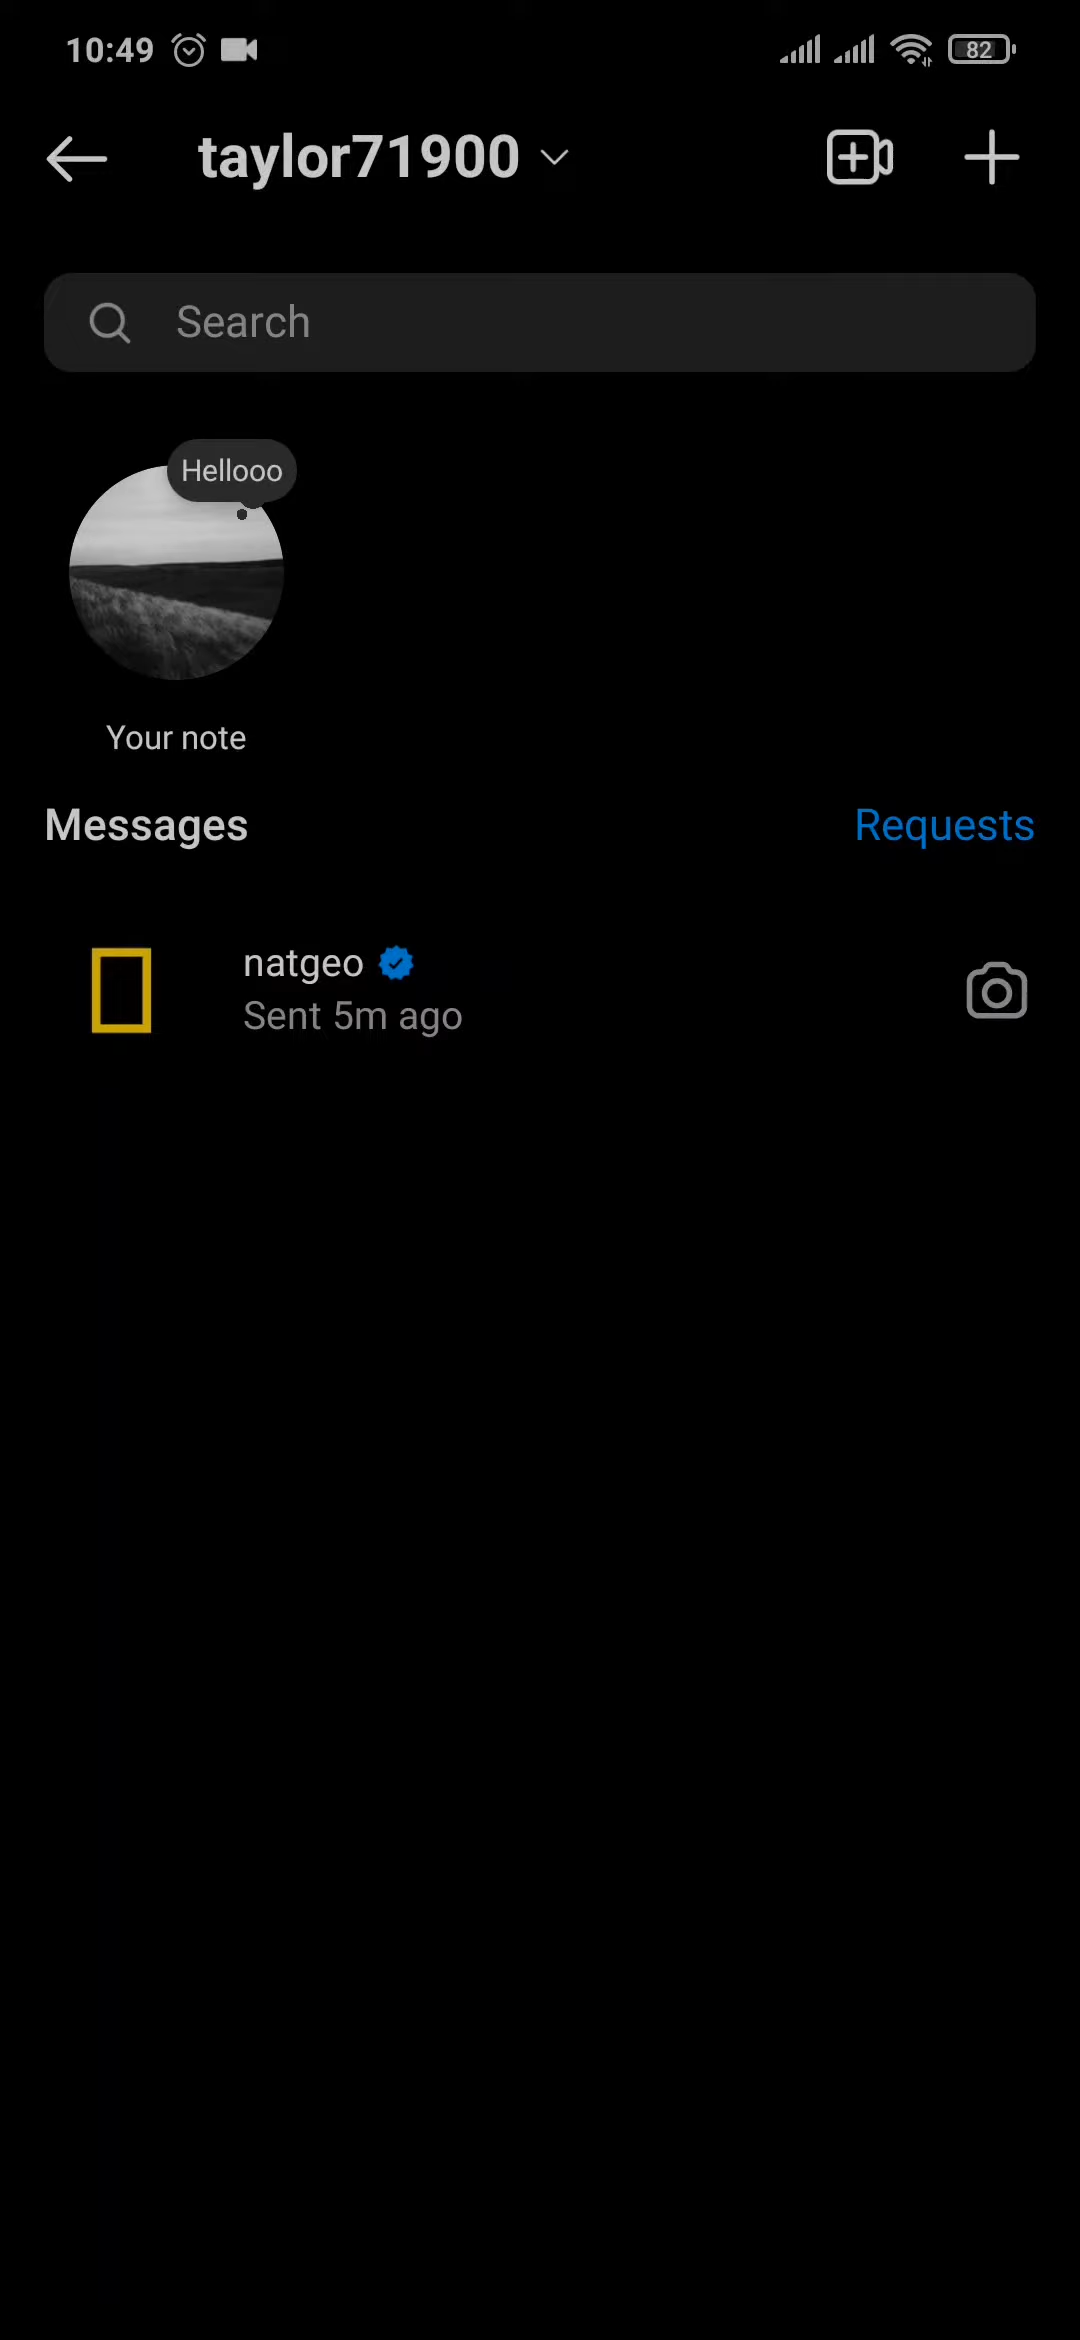 10:49
82
taylor71900
Search
Hellooo
Your note
Messages
Requests
natgeo
Sent 5m ago